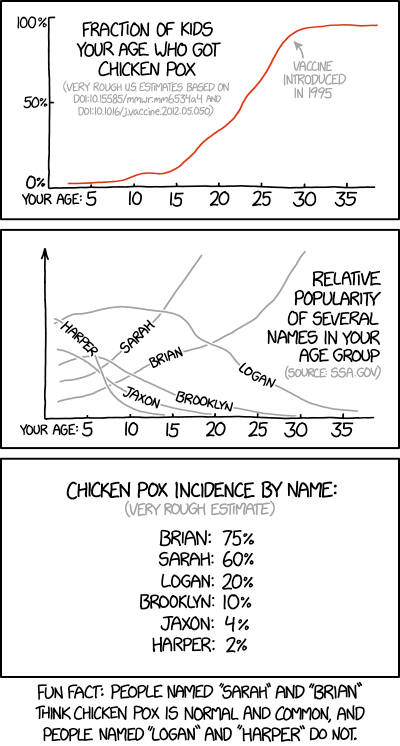 100%
FRACTION OF KIDS
YOUR AGE WHO GOT
CHICKEN POX
(VERY ROUGH U.S. ESTIMATES BASED ON
DOI:10.15585/mmwr.mm6534a4 AND
DOI:10.1016/j.vaccine.2012.05.050)
VACCINE
INTRODUCED
IN 1995
50%
0%
YOUR AGE: 5 10 15 20 25 30 35
RELATIVE
POPULARITY
OF SEVERAL
NAMES IN YOUR
AGE GROUP
(SOURCE: SSA.GOV)
HARPER
SARAH
BRIAN
LOGAN
JAXON
BROOKLYN
YOUR AGE: 5 10 15 20 25 30 35
CHICKEN POX INCIDENCE BY NAME:
(VERY ROUGH ESTIMATE)
BRIAN: 75%
SARAH: 60%
LOGAN: 20%
BROOKLYN: 10%
JAXON: 4%
HARPER: 2%
FUN FACT: PEOPLE NAMED "SARAH" AND "BRIAN"
THINK CHICKEN POX IS NORMAL AND COMMON, AND
PEOPLE NAMED "LOGAN" AND "HARPER" DO NOT.